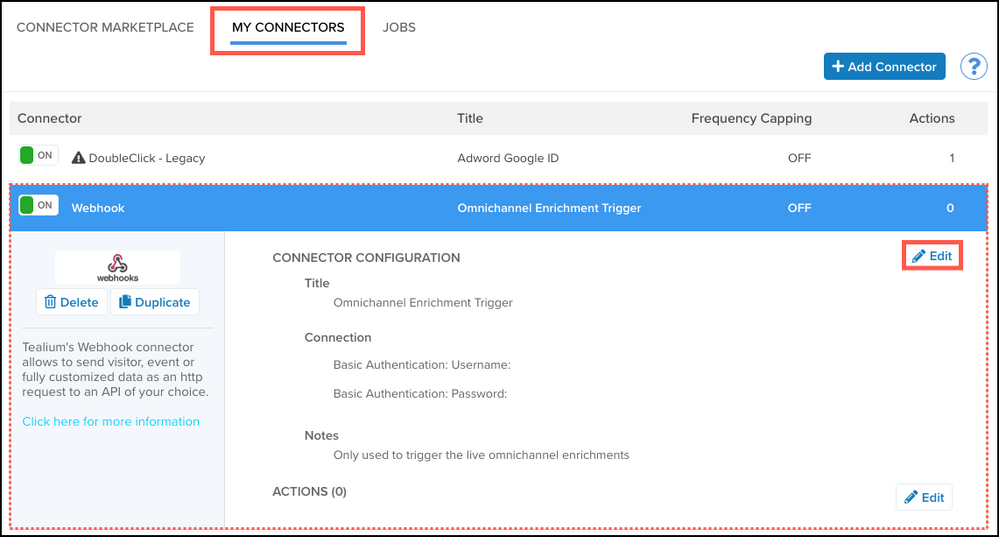 CONNECTOR MARKETPLACE MY CONNECTORS JOBS
Add Connector ?
Connector Title Frequency Capping Actions
ON DoubleClick - Legacy Adword Google ID OFF 1
ON Webhook Omnichannel Enrichment Trigger OFF 0
webhooks
Delete Duplicate
Tealium's Webhook connector
allows to send visitor, event or
fully customized data as an http
request to an API of your choice.
Click here for more information
CONNECTOR CONFIGURATION Edit
Title
Omnichannel Enrichment Trigger
Connection
Basic Authentication: Username:
Basic Authentication: Password:
Notes
Only used to trigger the live omnichannel enrichments
ACTIONS (0) Edit